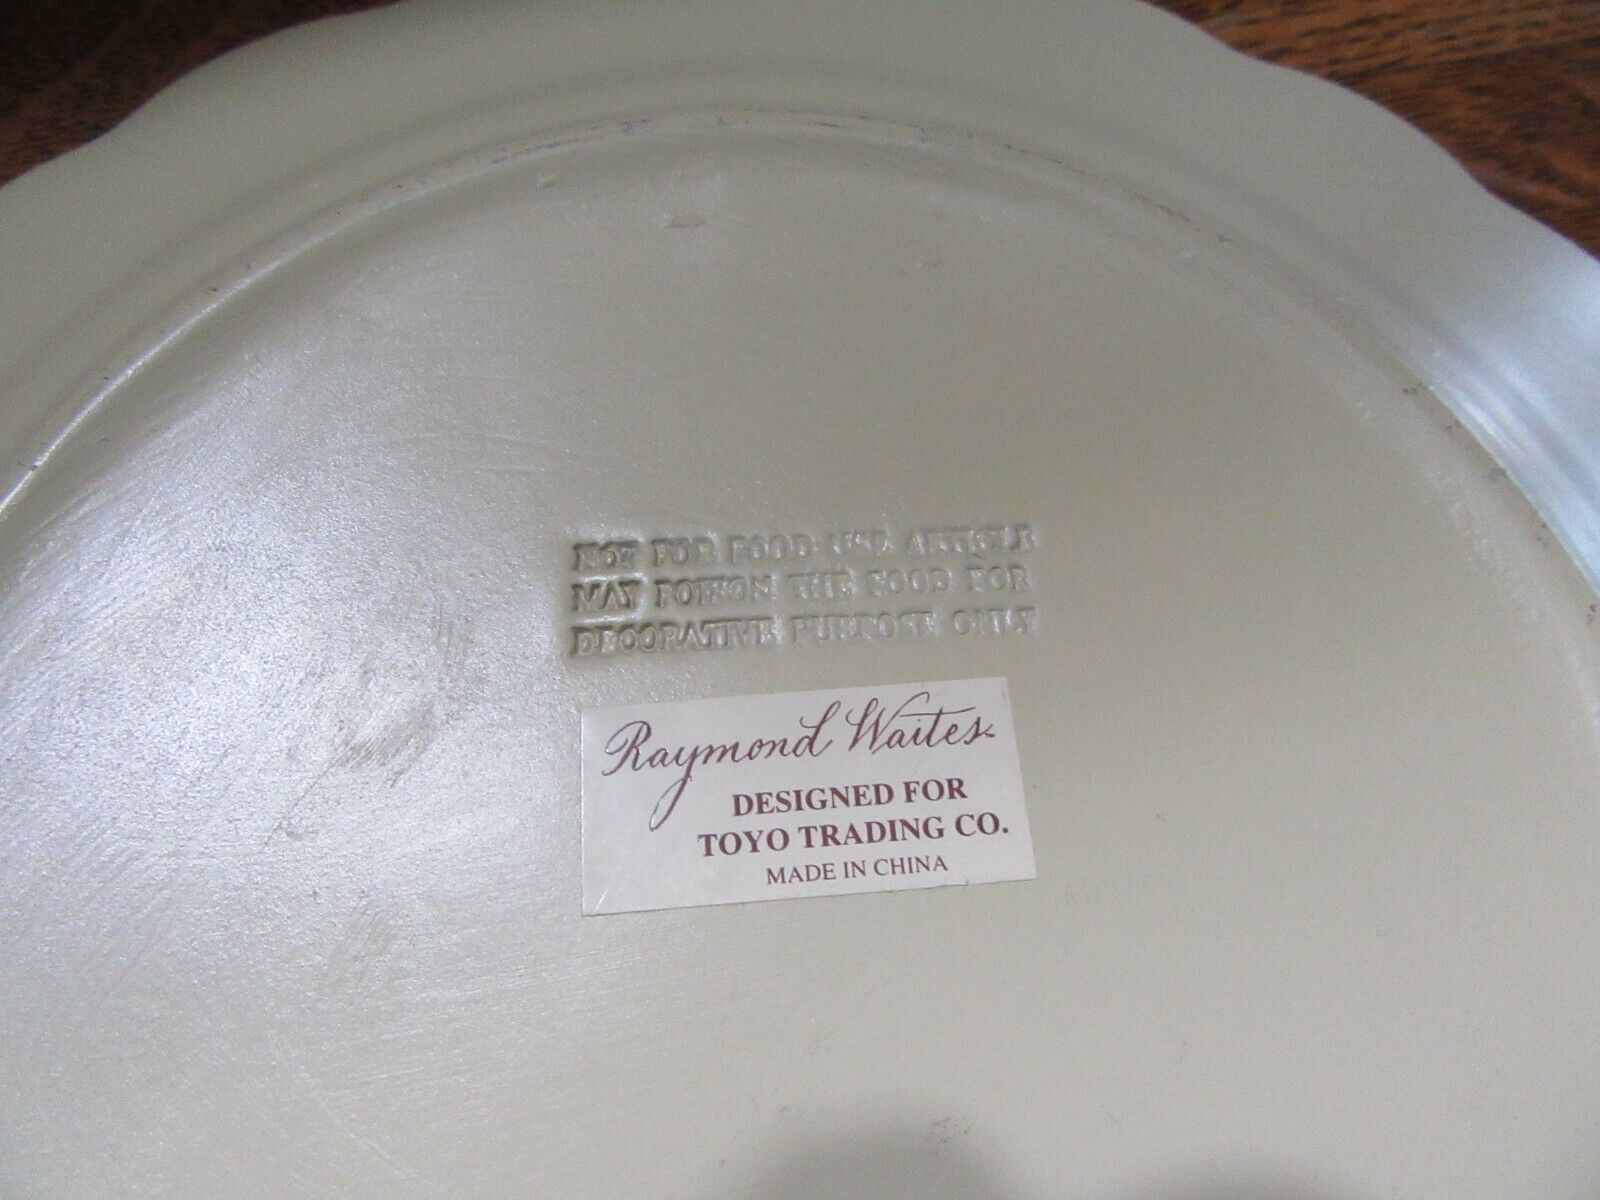 NOT FOR FOOD USE ARTICLE
MAY POISON THE FOOD FOR
DECORATIVE PURPOSE ONLY
Raymond Waites™
DESIGNED FOR
TOYO TRADING CO.
MADE IN CHINA